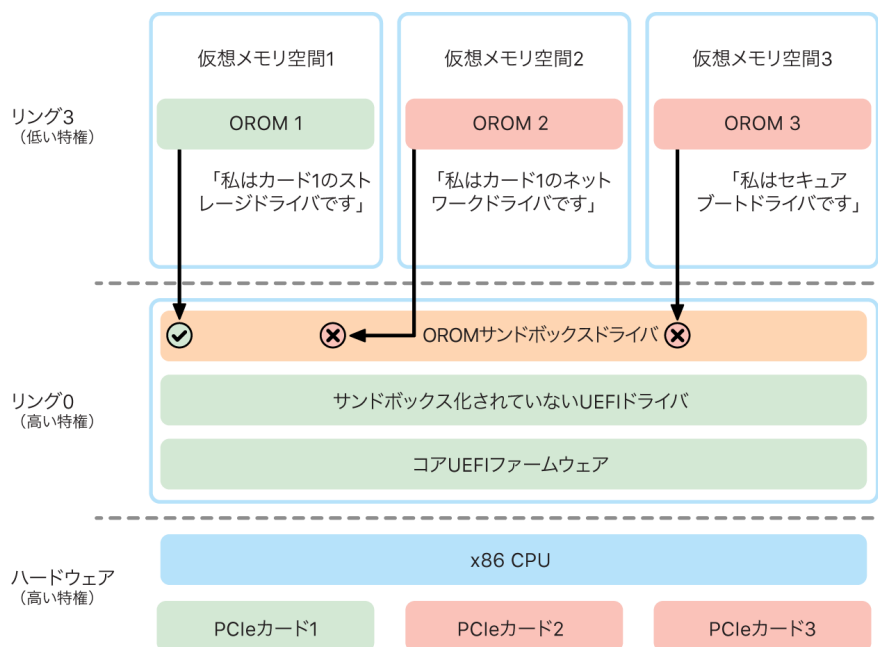 仮想メモリ空間1
仮想メモリ空間2
仮想メモリ空間3
リング3
(低い特権)
OROM 1
OROM 2
OROM 3
「私はカード1のスト
レージドライバです」
「私はカード1のネット
ワークドライバです」
「私はセキュア
ブートドライバです」
OROMサンドボックスドライバ
リング0
(高い特権)
サンドボックス化されていないUEFIドライバ
コアUEFIファームウェア
ハードウェア
(高い特権)
x86 CPU
PCIeカード1
PCIeカード2
PCIeカード3